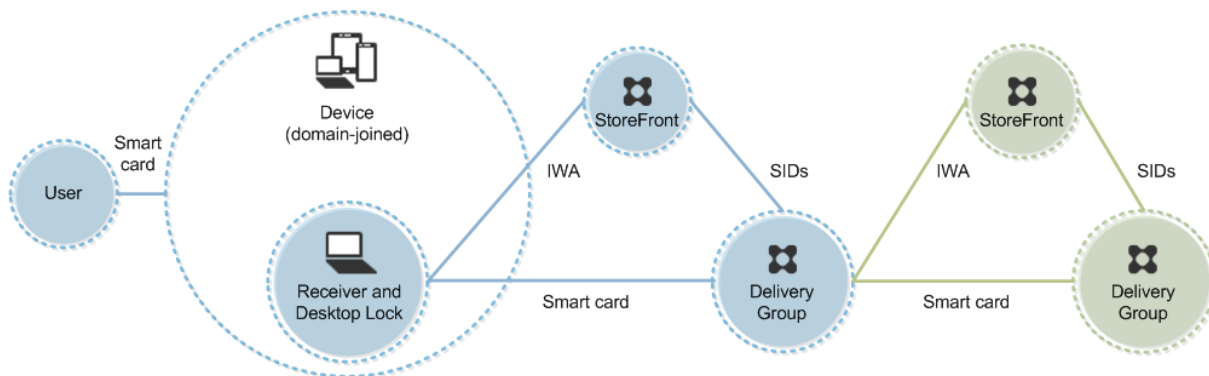 User
Smart
card
Device
(domain-joined)
Receiver and
Desktop Lock
IWA
StoreFront
SIDs
Smart card
Delivery
Group
IWA
StoreFront
SIDs
Smart card
Delivery
Group